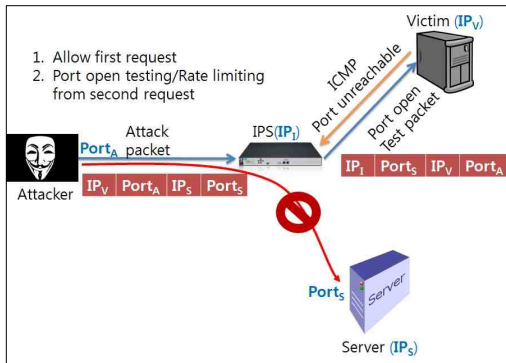 Victim (IPV)
1. Allow first request
2. Port open testing/Rate limiting
from second request
ICMP
Port unreachable
Port open
Test packet
PortA
Attack
packet
IPS(IPI)
Attacker
IPV PortA IPS PortS
IPI PortS IPV PortA
PortS
Server
Server (IPS)